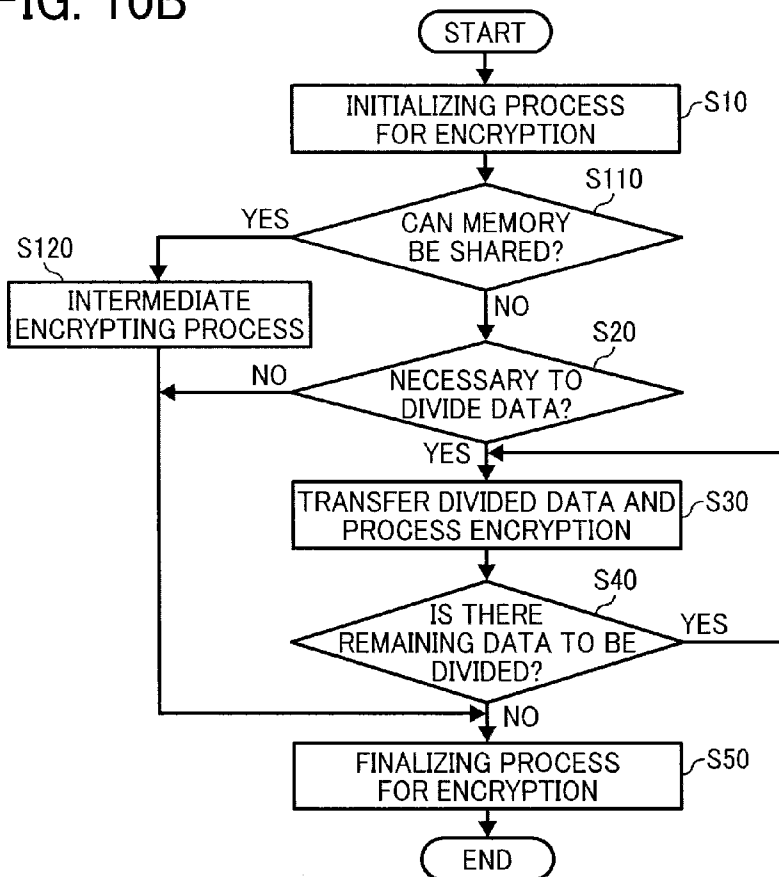 FIG. 10B
START
INITIALIZING PROCESS
FOR ENCRYPTION
S10
S110
CAN MEMORY
BE SHARED?
YES
S120
INTERMEDIATE
ENCRYPTING PROCESS
NO
S20
NECESSARY TO
DIVIDE DATA?
NO
YES
TRANSFER DIVIDED DATA AND
PROCESS ENCRYPTION
S30
S40
IS THERE
REMAINING DATA TO BE
DIVIDED?
YES
NO
FINALIZING PROCESS
FOR ENCRYPTION
S50
END